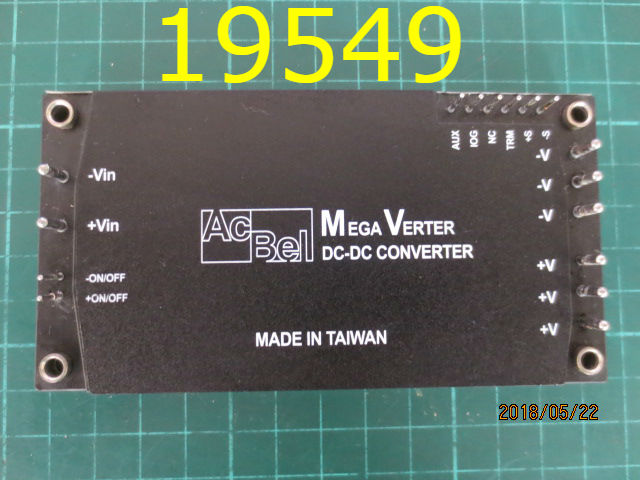 19549
AUX
IOG
NC
TRM
+S
-S
-V
-V
-V
+V
+V
+V
-Vin
+Vin
-ON/OFF
+ON/OFF
AcBel
MEGA VERTER
DC-DC CONVERTER
MADE IN TAIWAN
2018/05/22